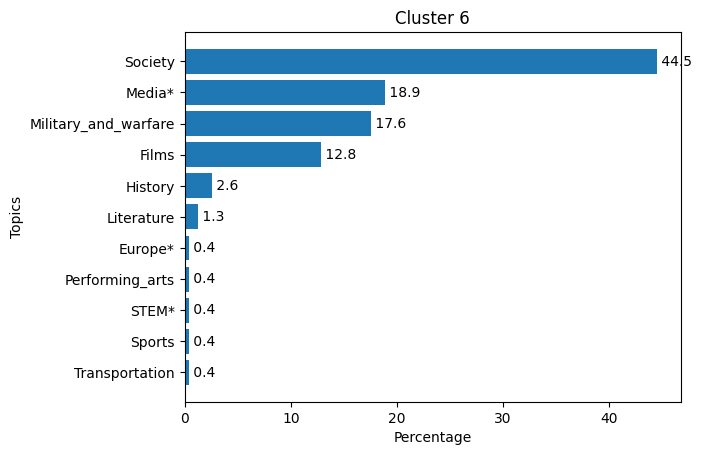 Cluster 6
Society 44.5
Media* 18.9
Military_and_warfare 17.6
Films 12.8
History 2.6
Literature 1.3
Europe* 0.4
Performing_arts 0.4
STEM* 0.4
Sports 0.4
Transportation 0.4
Topics
0 10 20 30 40
Percentage